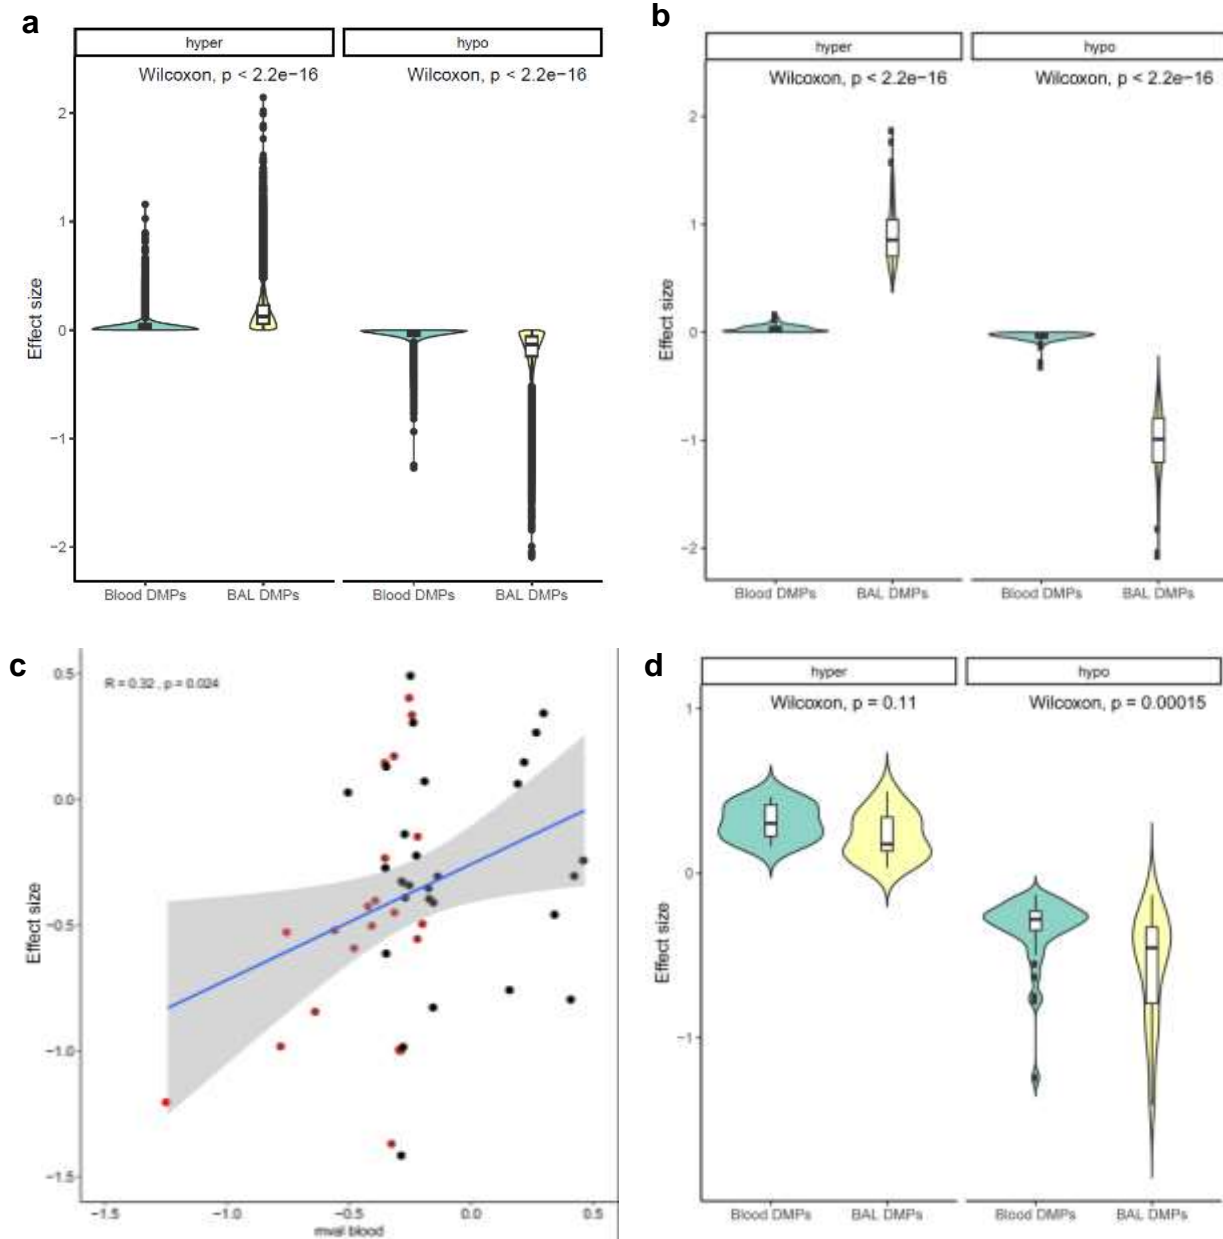 a
hyper hypo
Wilcoxon, p < 2.2e−16 Wilcoxon, p < 2.2e−16
2
1
0
−1
−2
Effect size
Blood DMPs BAL DMPs Blood DMPs BAL DMPs
b
hyper hypo
Wilcoxon, p < 2.2e−16 Wilcoxon, p < 2.2e−16
2
1
0
−1
−2
Effect size
Blood DMPs BAL DMPs Blood DMPs BAL DMPs
c
R = 0.32 , p = 0.024
0.5
0.0
−0.5
−1.0
−1.5
Effect size
−1.5 −1.0 −0.5 0.0 0.5
mval blood
d
hyper hypo
Wilcoxon, p = 0.11 Wilcoxon, p = 0.00015
1
0
−1
Effect size
Blood DMPs BAL DMPs Blood DMPs BAL DMPs